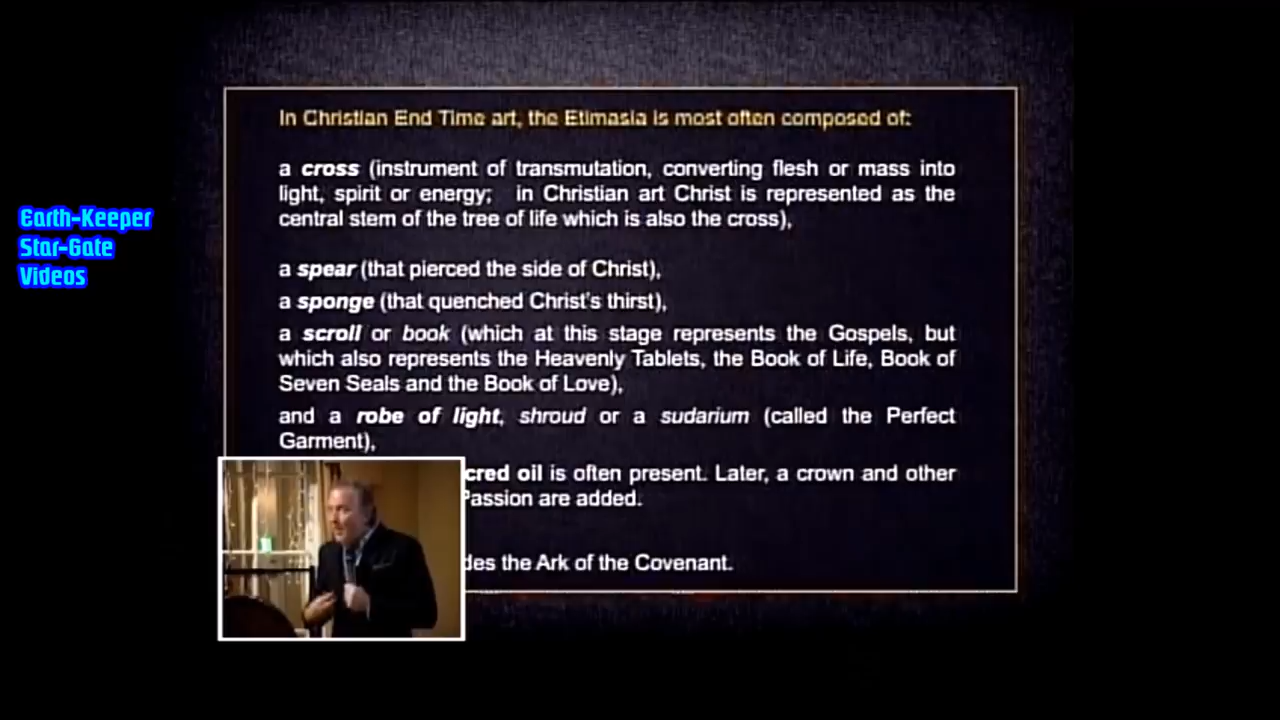 Earth-Keeper
Star-Gate
Videos
In Christian End Time art, the Etimasia is most often composed of:
a cross (instrument of transmutation, converting flesh or mass into
light, spirit or energy; in Christian art Christ is represented as the
central stem of the tree of life which is also the cross),
a spear (that pierced the side of Christ),
a sponge (that quenched Christ's thirst),
a scroll or book (which at this stage represents the Gospels, but
which also represents the Heavenly Tablets, the Book of Life, Book of
Seven Seals and the Book of Love),
and a robe of light, shroud or a sudarium (called the Perfect
Garment),
oil is often present. Later, a crown and other
Passion are added.
the Ark of the Covenant.